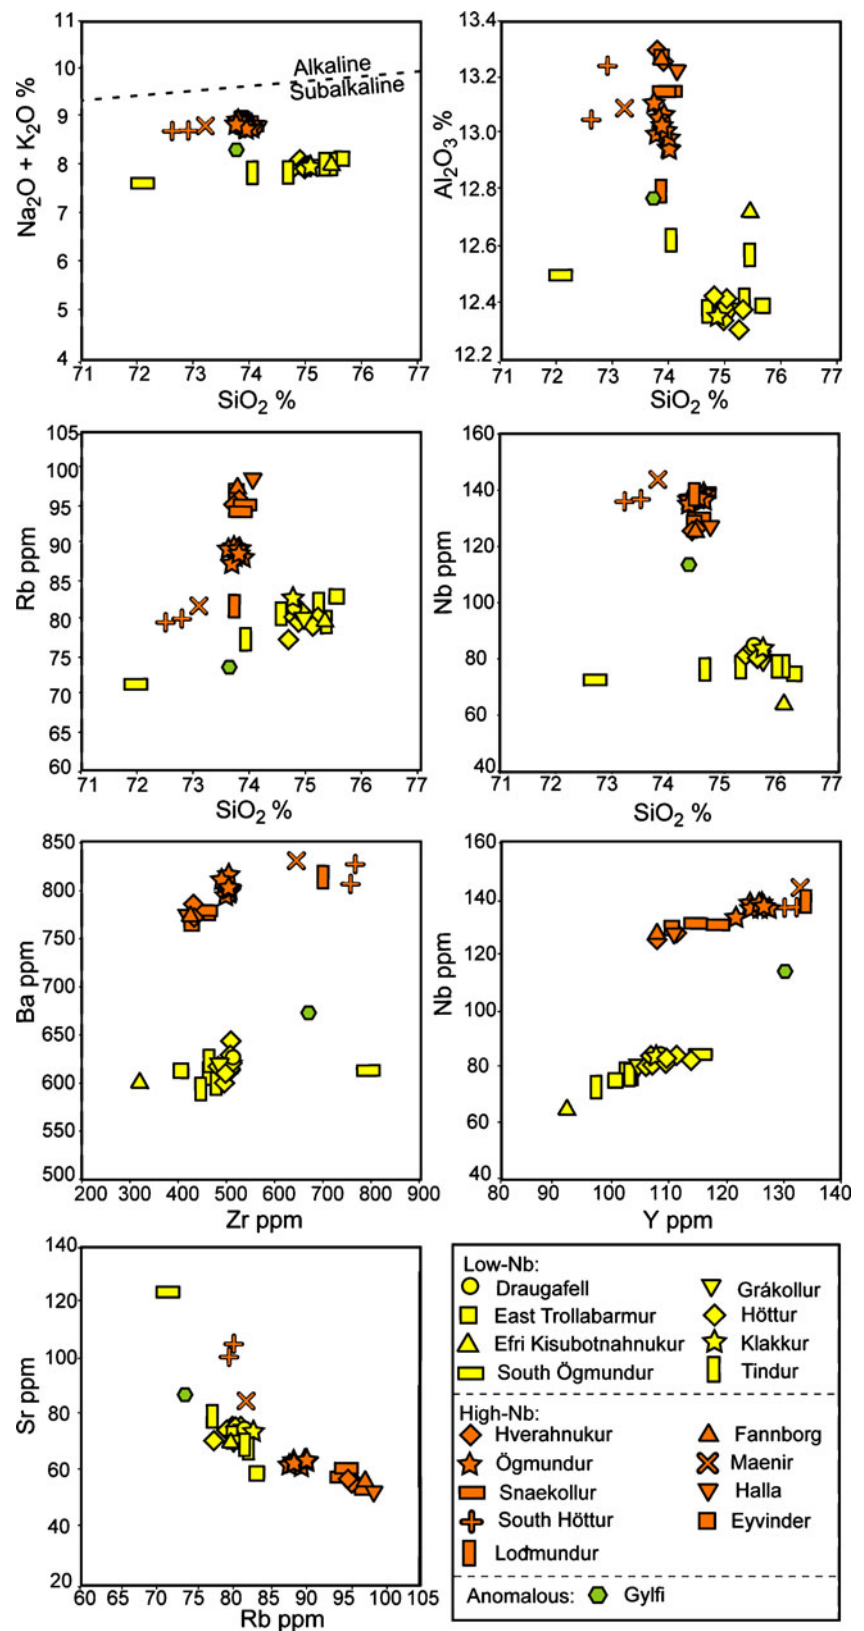 11
10
9
8
7
6
5
4
Na2O + K2O %
Alkaline
Subalkaline
71 72 73 74 75 76 77
SiO2 %
13.4
13.2
13.0
12.8
12.6
12.4
12.2
Al2O3 %
71 72 73 74 75 76 77
SiO2 %
105
100
95
90
85
80
75
70
65
60
Rb ppm
71 72 73 74 75 76 77
SiO2 %
160
140
120
100
80
60
40
Nb ppm
71 72 73 74 75 76 77
SiO2 %
850
800
750
700
650
600
550
500
Ba ppm
200 300 400 500 600 700 800 900
Zr ppm
160
140
120
100
80
60
40
Nb ppm
80 90 100 110 120 130 140
Y ppm
140
120
100
80
60
40
20
Sr ppm
60 65 70 75 80 85 90 95 100 105
Rb ppm
Low-Nb:
Draugafell
Grákollur
East Trollabarmur
Höttur
Efri Kisubotnahnukur
Klakkur
South Ögmundur
Tindur
High-Nb:
Hverahnukur
Fannborg
Ögmundur
Maenir
Snaekollur
Halla
South Höttur
Eyvinder
Lodmundur
Anomalous:
Gylfi